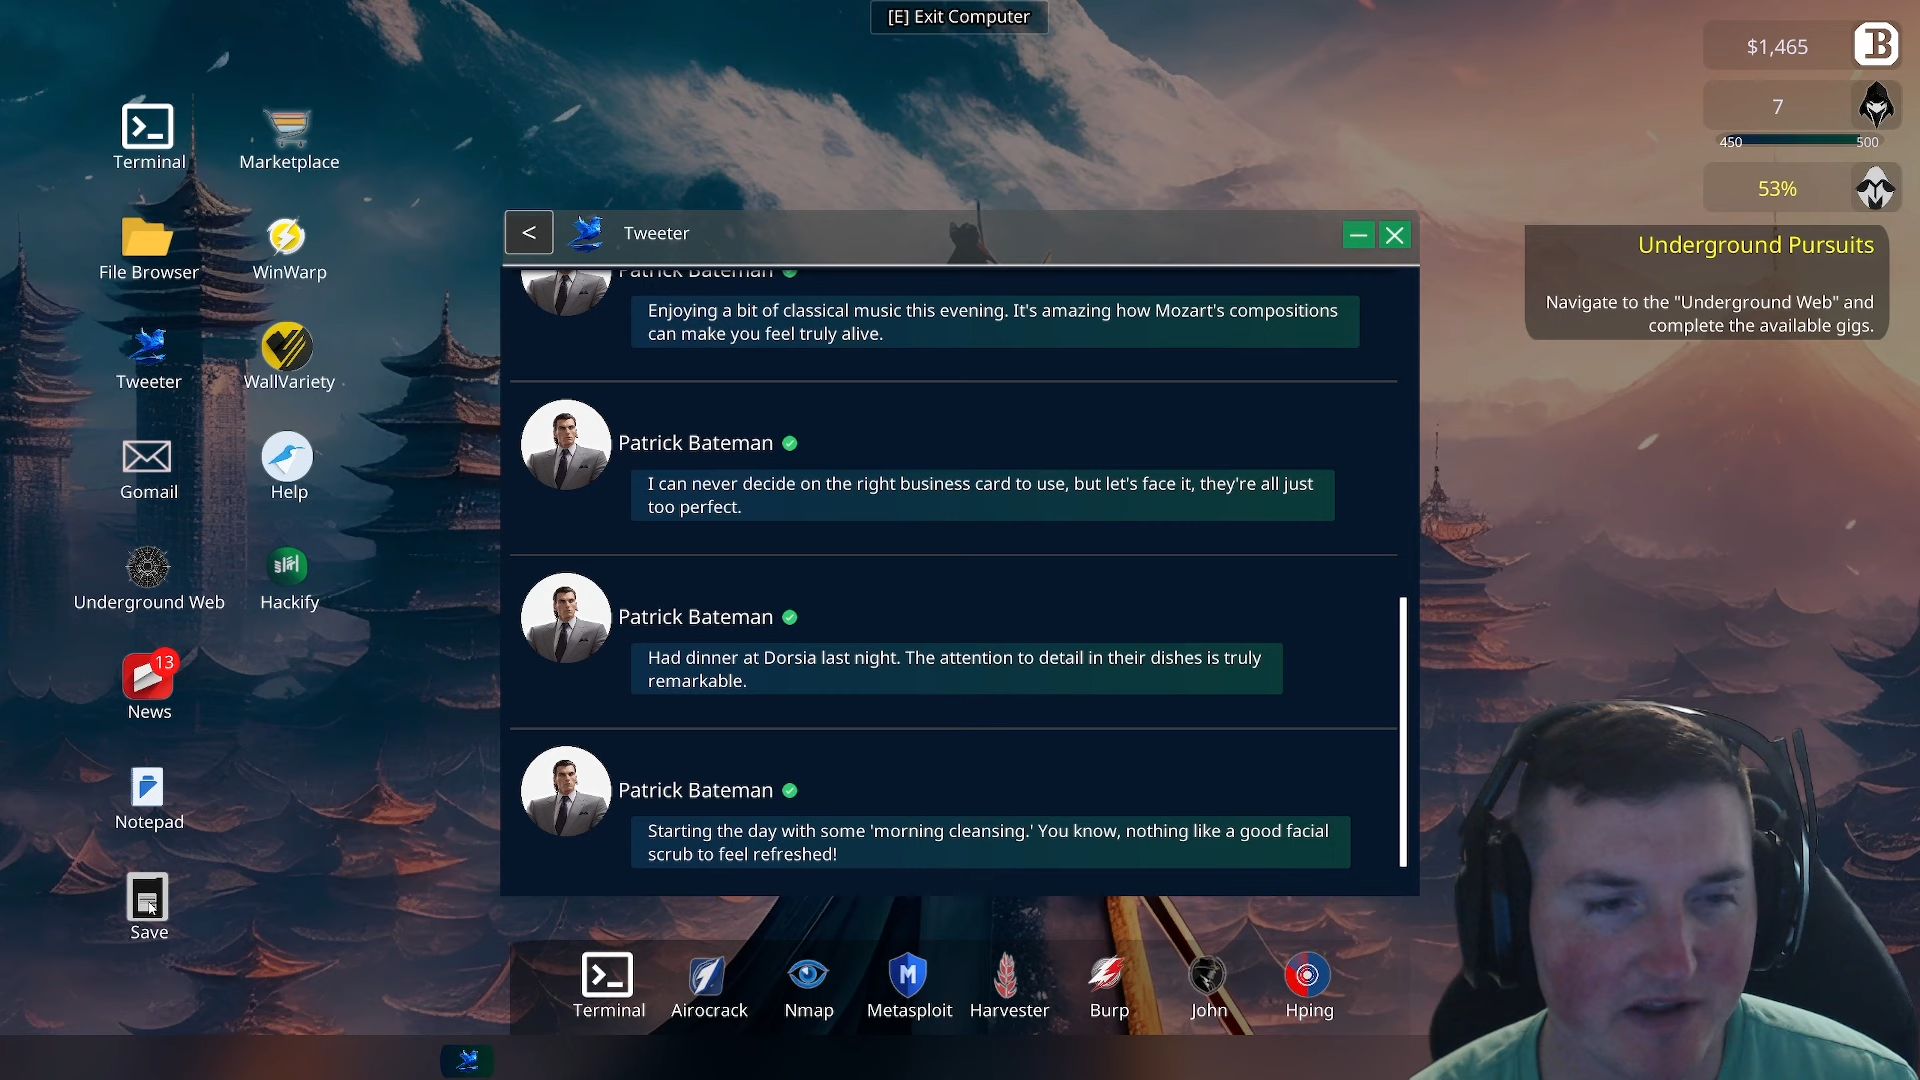 [E] Exit Computer
$1,465
7
450
500
53%
Underground Pursuits
Navigate to the "Underground Web" and
complete the available gigs.
Terminal
Marketplace
File Browser
WinWarp
Tweeter
WallVariety
Gomail
Help
Underground Web
Hackify
13
News
Notepad
Save
<
Tweeter
Patrick Bateman
Enjoying a bit of classical music this evening. It's amazing how Mozart's compositions
can make you feel truly alive.
Patrick Bateman
I can never decide on the right business card to use, but let's face it, they're all just
too perfect.
Patrick Bateman
Had dinner at Dorsia last night. The attention to detail in their dishes is truly
remarkable.
Patrick Bateman
Starting the day with some 'morning cleansing.' You know, nothing like a good facial
scrub to feel refreshed!
Terminal
Airocrack
Nmap
Metasploit
Harvester
Burp
John
Hping